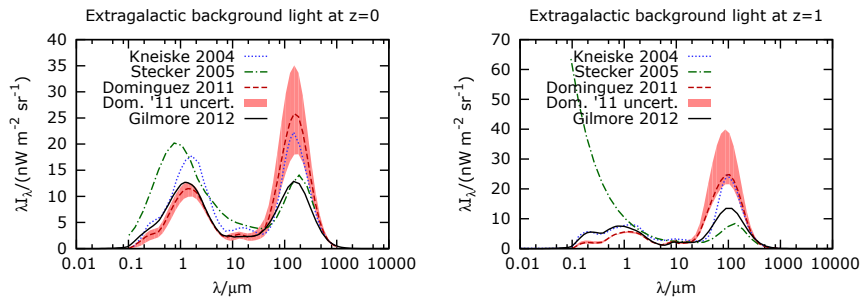 Extragalactic background light at z=0
λIλ/(nW m-2 sr-1)
40
35
30
25
20
15
10
5
0
Kneiske 2004
Stecker 2005
Dominguez 2011
Dom. '11 uncert.
Gilmore 2012
0.01 0.1 1 10 100 1000 10000
λ/μm
Extragalactic background light at z=1
λIλ/(nW m-2 sr-1)
70
60
50
40
30
20
10
0
Kneiske 2004
Stecker 2005
Dominguez 2011
Dom. '11 uncert.
Gilmore 2012
0.01 0.1 1 10 100 1000 10000
λ/μm